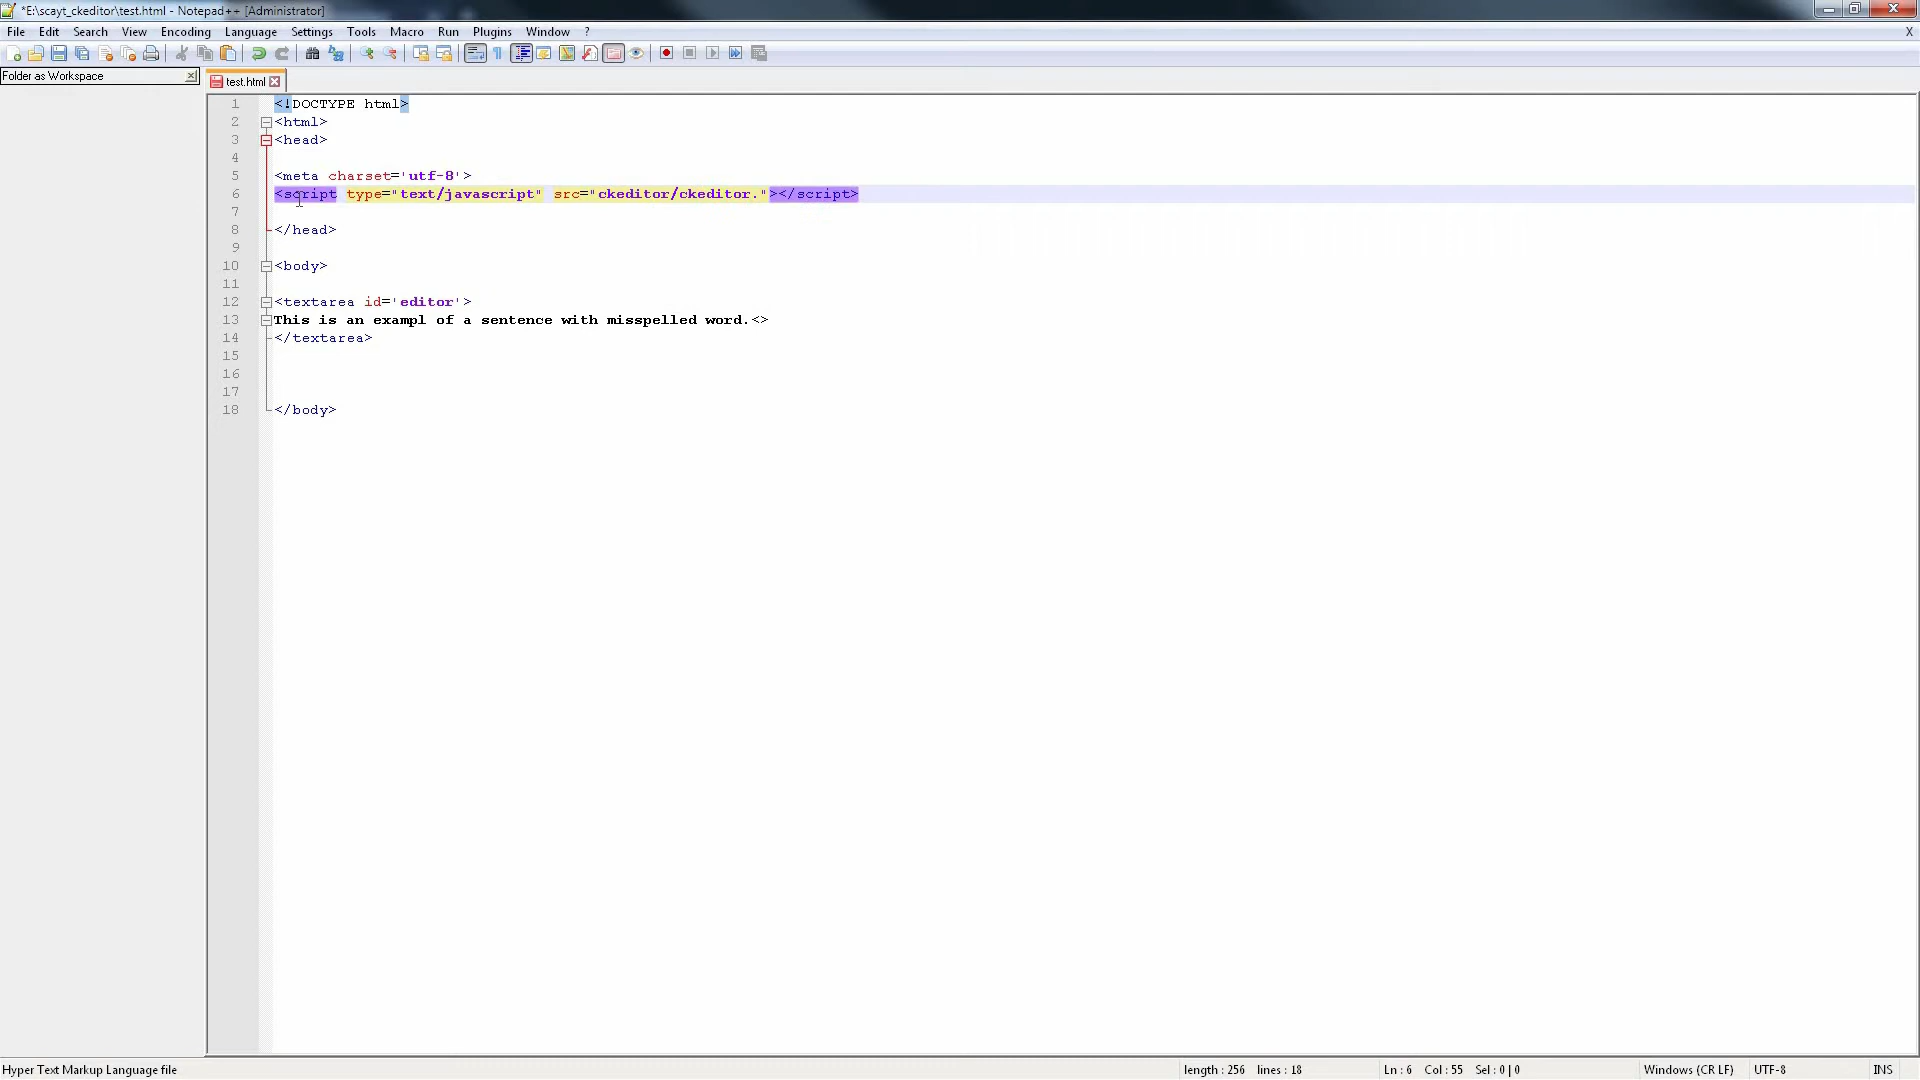 *E:\scayt_ckeditor\test.html - Notepad++ [Administrator]
File Edit Search View Encoding Language Settings Tools Macro Run Plugins Window ? X
Folder as Workspace
test.html
1 <!DOCTYPE html>
2 <html>
3 <head>
4
5 <meta charset='utf-8'>
6 <script type="text/javascript" src="ckeditor/ckeditor."></script>
7
8 </head>
9
10 <body>
11
12 <textarea id='editor'>
13 This is an exampl of a sentence with misspelled word.<>
14 </textarea>
15
16
17
18 </body>
Hyper Text Markup Language file length : 256 lines : 18 Ln : 6 Col : 55 Sel : 0 | 0 Windows (CR LF) UTF-8 INS